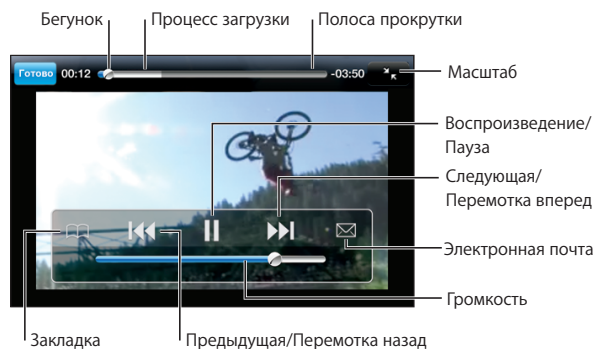 Бегунок
Процесс загрузки
Полоса прокрутки
Готово 00:12 -03:50
Масштаб
Воспроизведение/
Пауза
Следующая/
Перемотка вперед
Электронная почта
Громкость
Закладка
Предыдущая/Перемотка назад